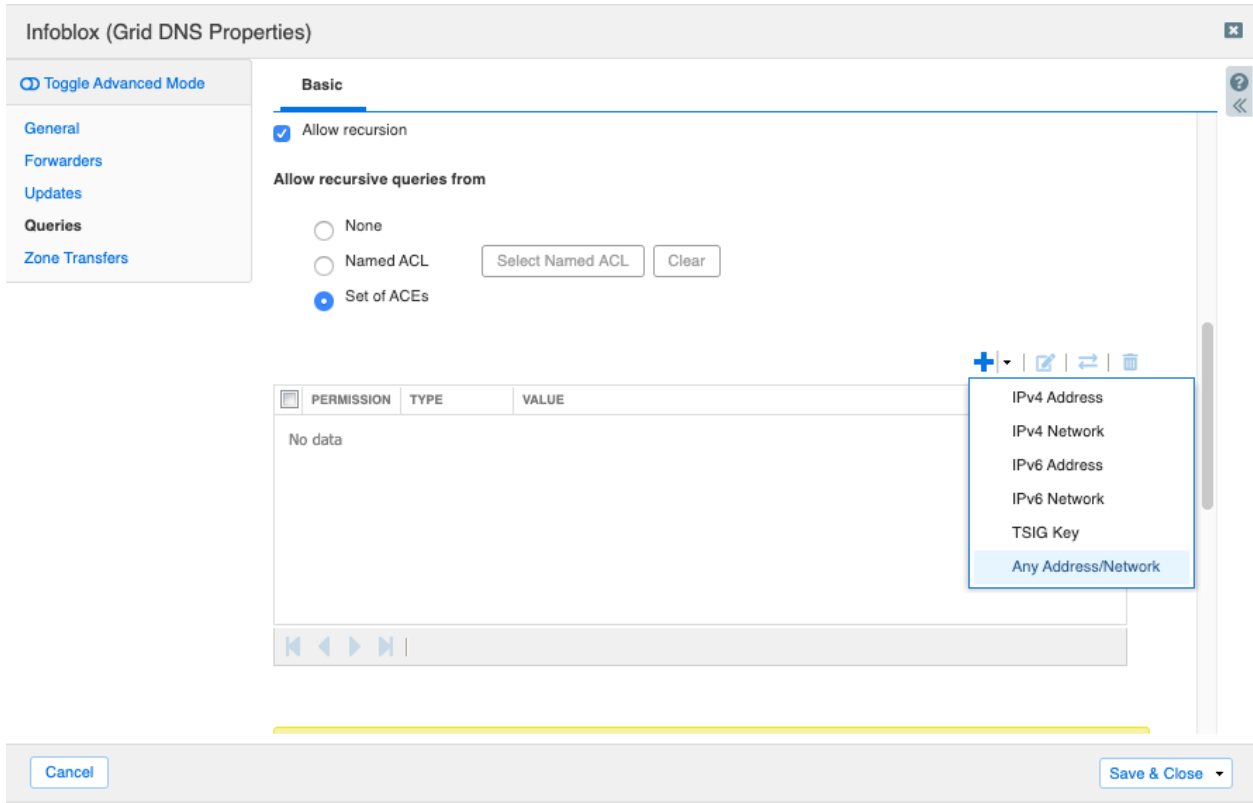 Infoblox (Grid DNS Properties)
Toggle Advanced Mode
General
Forwarders
Updates
Queries
Zone Transfers
Basic
Allow recursion
Allow recursive queries from
None
Named ACL
Select Named ACL
Clear
Set of ACEs
PERMISSION
TYPE
VALUE
No data
IPv4 Address
IPv4 Network
IPv6 Address
IPv6 Network
TSIG Key
Any Address/Network
Cancel
Save & Close